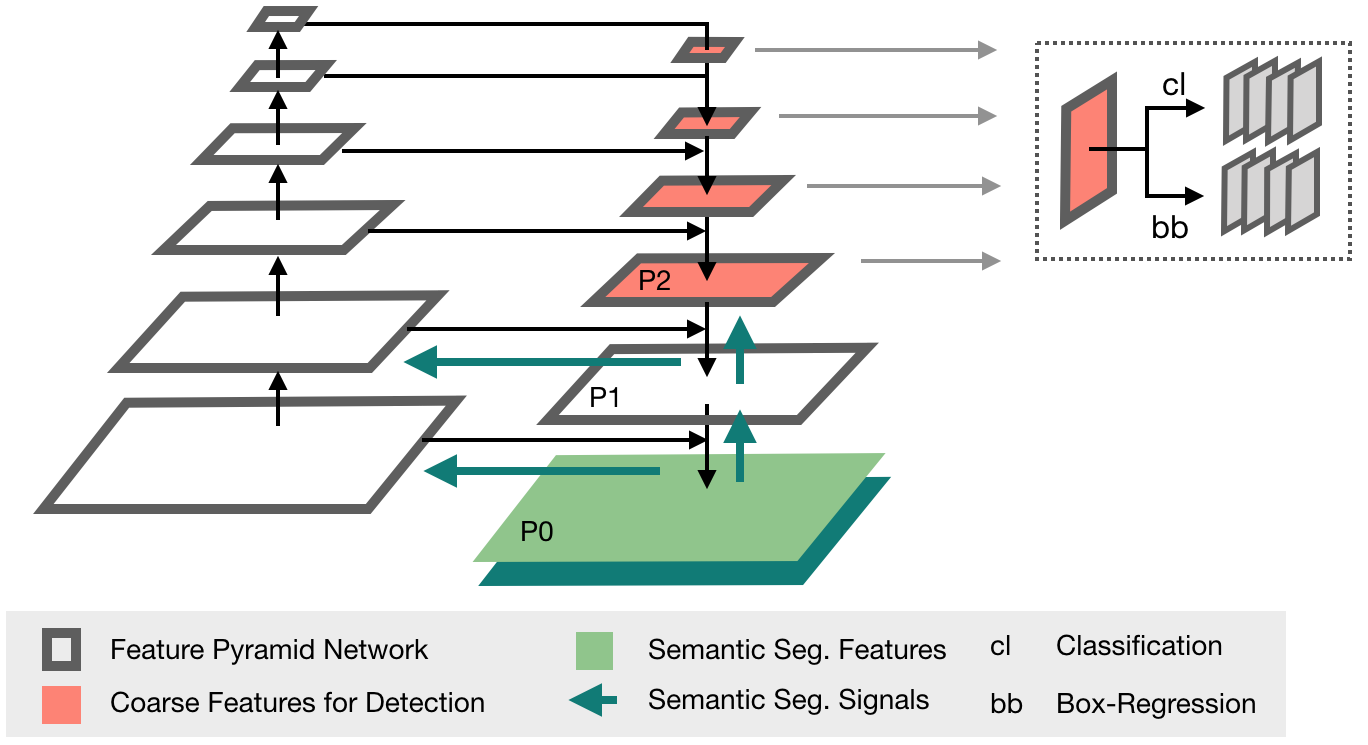 cl
bb
P2
P1
P0
Feature Pyramid Network
Semantic Seg. Features
cl Classification
Coarse Features for Detection
Semantic Seg. Signals
bb Box-Regression